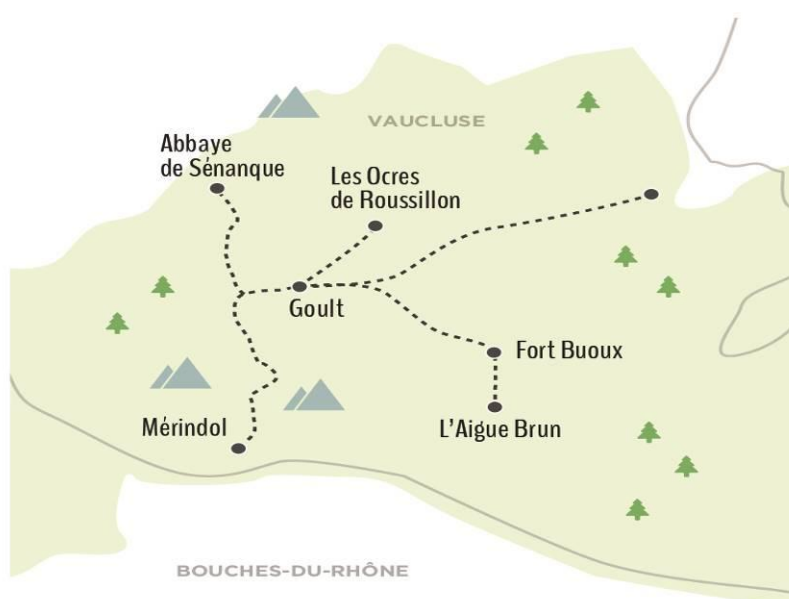 VAUCLUSE
Abbaye
de Sénanque
Les Ocres
de Roussillon
Goult
Fort Buoux
Mérindol
L'Aigue Brun
BOUCHES-DU-RHÔNE